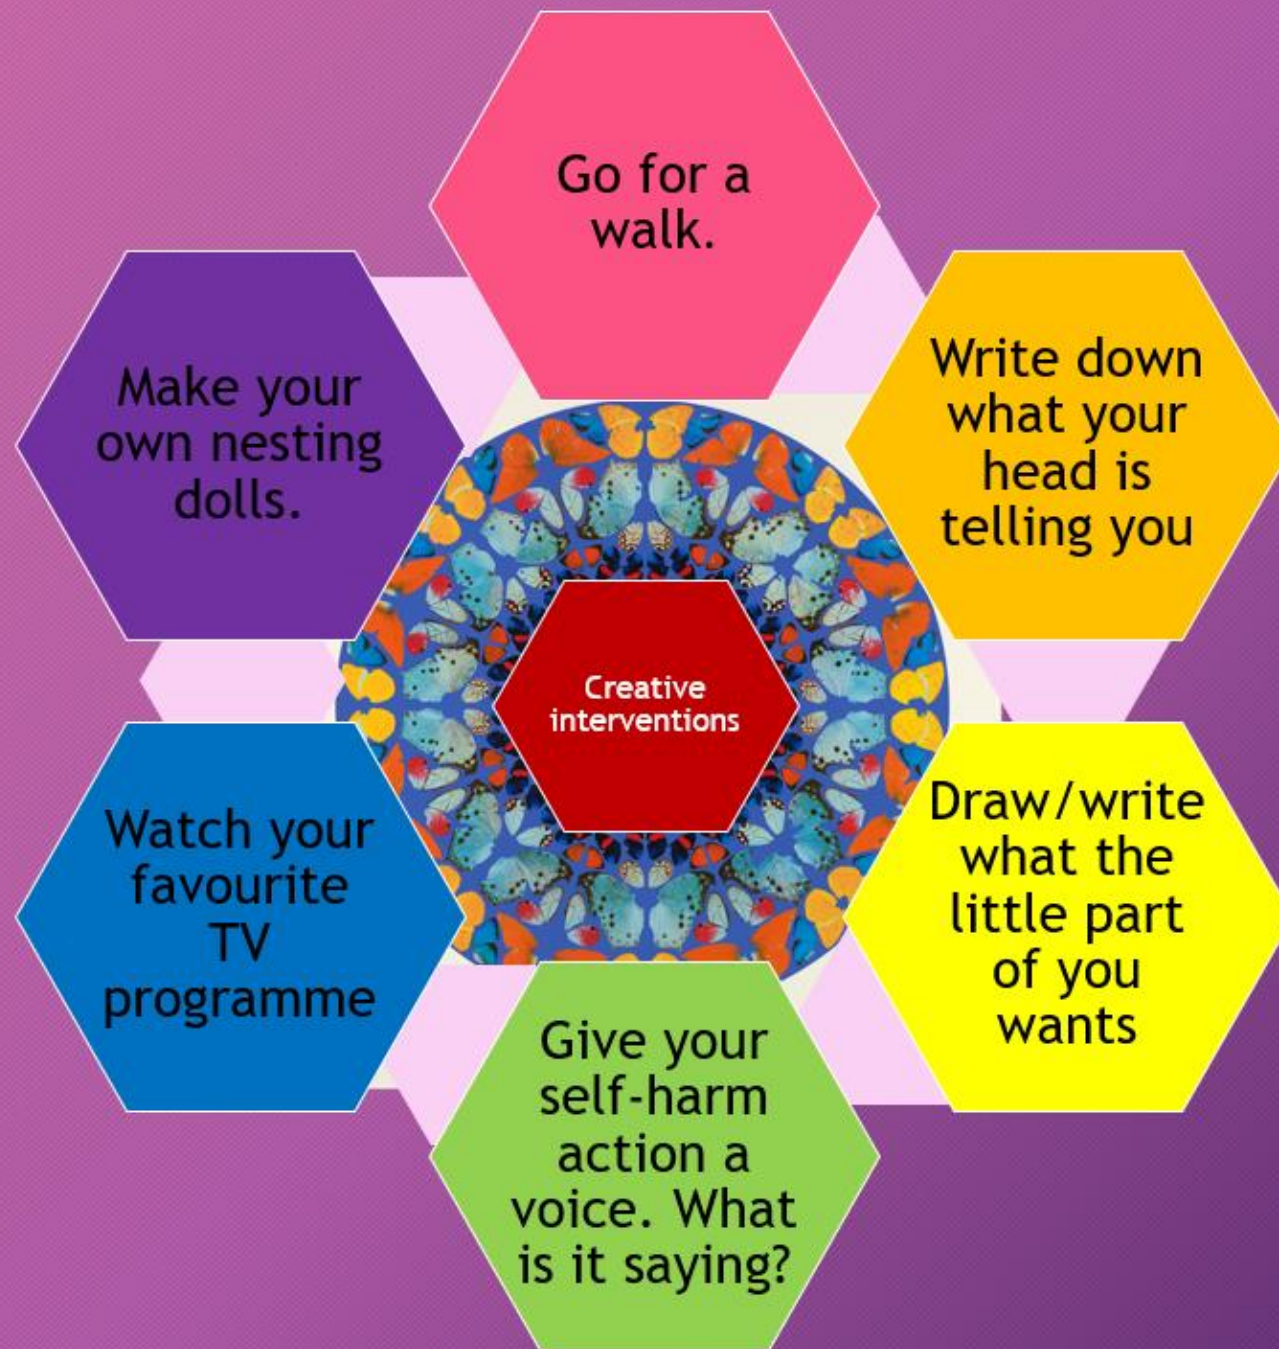 Go for a
walk.
Write down
what your
head is
telling you
Draw/write
what the
little part
of you
wants
Give your
self-harm
action a
voice. What
is it saying?
Watch your
favourite
TV
programme
Make your
own nesting
dolls.
Creative
interventions